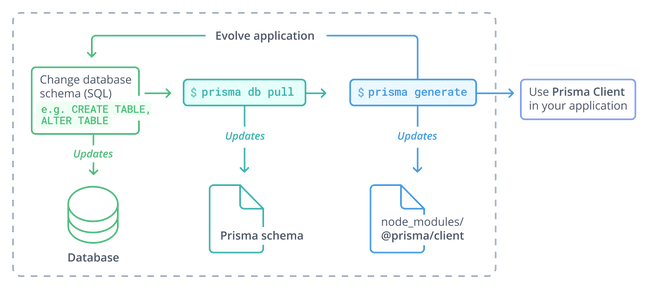 Evolve application
Change database
schema (SQL)
e.g. CREATE TABLE,
ALTER TABLE
$ prisma db pull
$ prisma generate
Use Prisma Client
in your application
Updates
Updates
Updates
Database
Prisma schema
node_modules/
@prisma/client